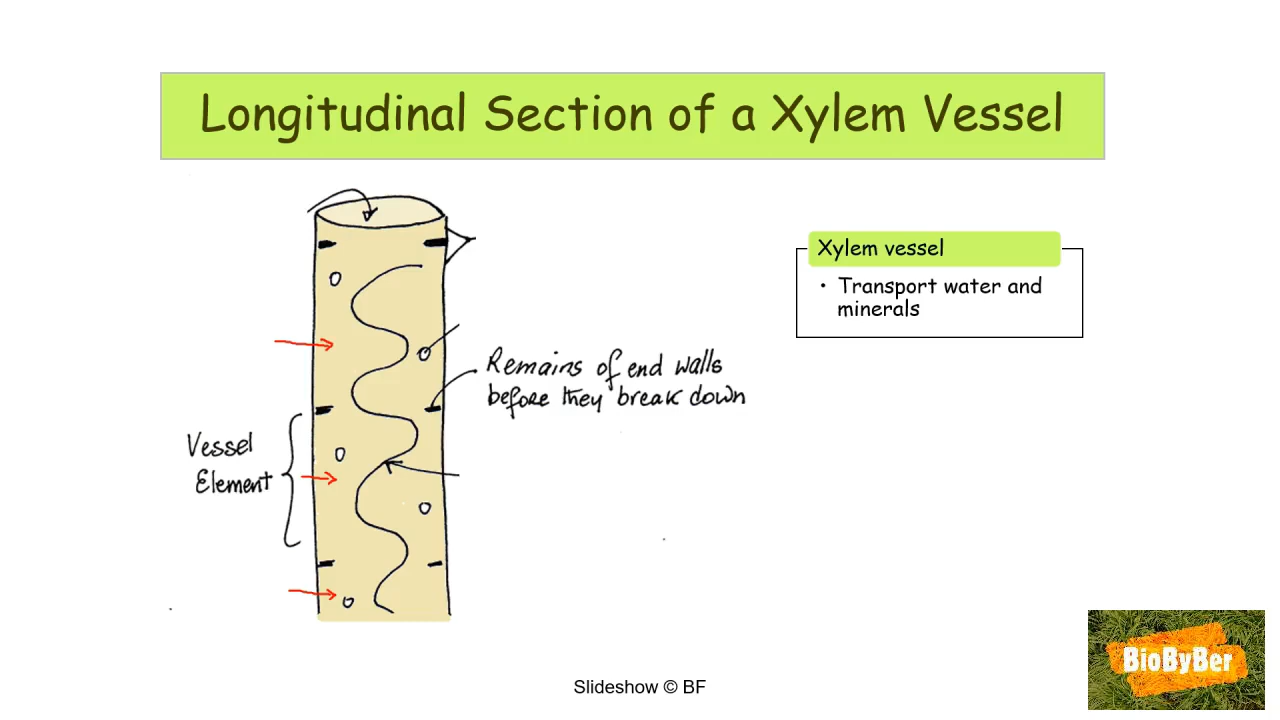 Longitudinal Section of a Xylem Vessel
Xylem vessel
• Transport water and
minerals
Remains of end walls
before they break down
Vessel
Element
BioByBer
Slideshow © BF